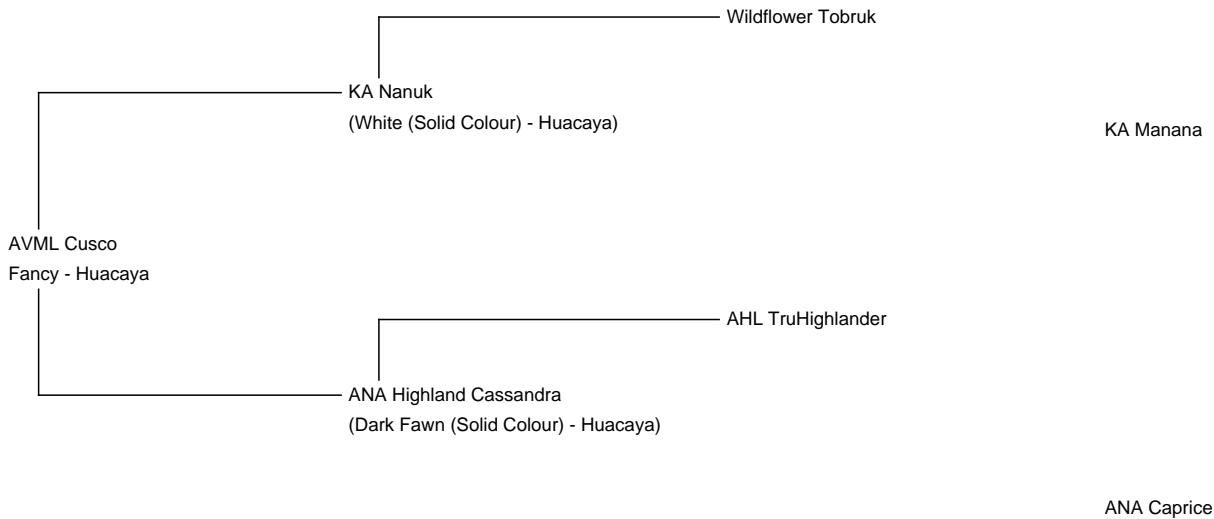 Wildflower Tobruk
KA Nanuk
(White (Solid Colour) - Huacaya)
KA Manana
AVML Cusco
Fancy - Huacaya
AHL TruHighlander
ANA Highland Cassandra
(Dark Fawn (Solid Colour) - Huacaya)
ANA Caprice